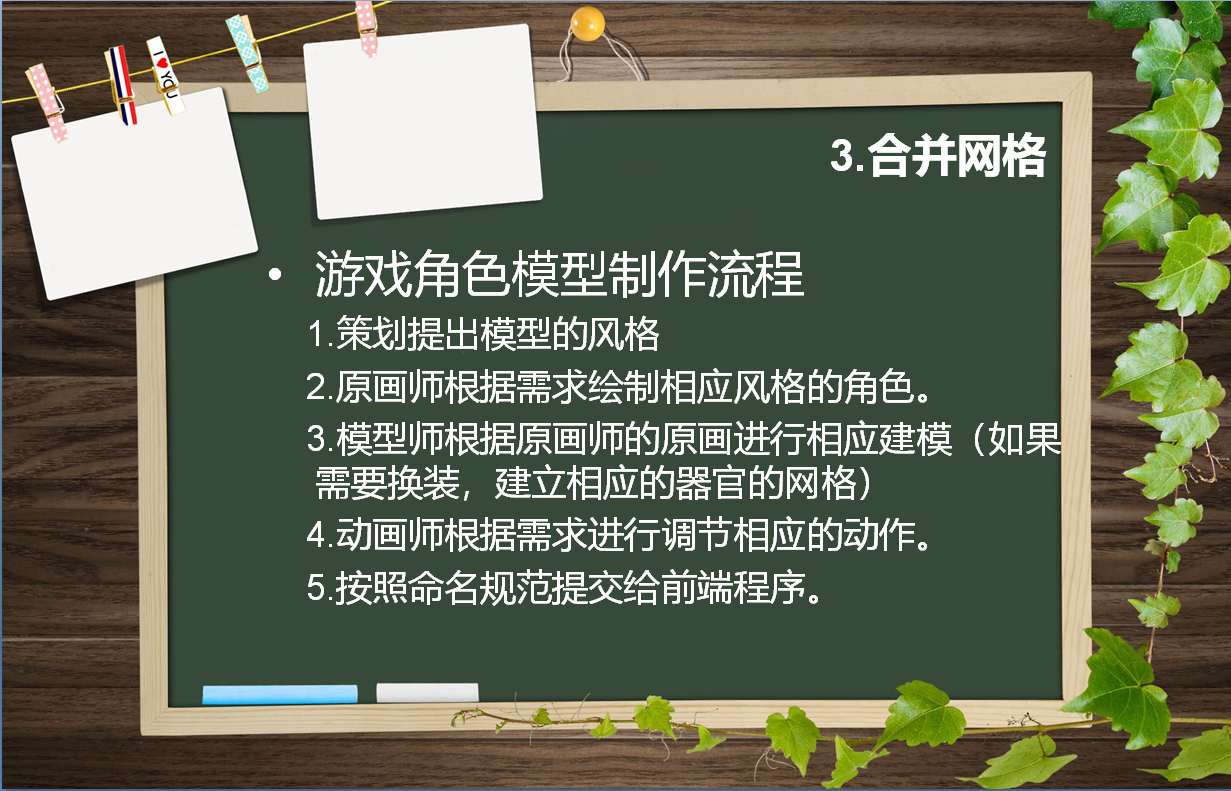 I❤YOU
3.合并网格
• 游戏角色模型制作流程
1.策划提出模型的风格
2.原画师根据需求绘制相应风格的角色。
3.模型师根据原画师的原画进行相应建模（如果
需要换装，建立相应的器官的网格）
4.动画师根据需求进行调节相应的动作。
5.按照命名规范提交给前端程序。